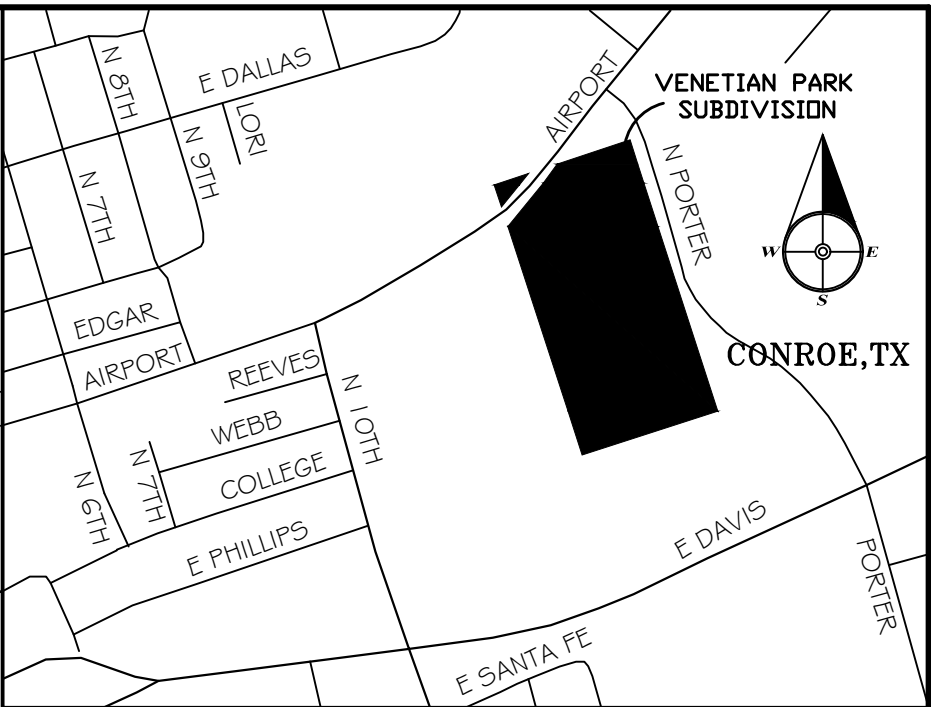 E DALLAS
N 8TH
LORI
N 9TH
N 7TH
AIRPORT
VENETIAN PARK
SUBDIVISION
N PORTER
W
E
S
CONROE,TX
EDGAR
AIRPORT
REEVES
N 10TH
WEBB
N 7TH
COLLEGE
N 6TH
E PHILLIPS
E DAVIS
PORTER
E SANTA FE